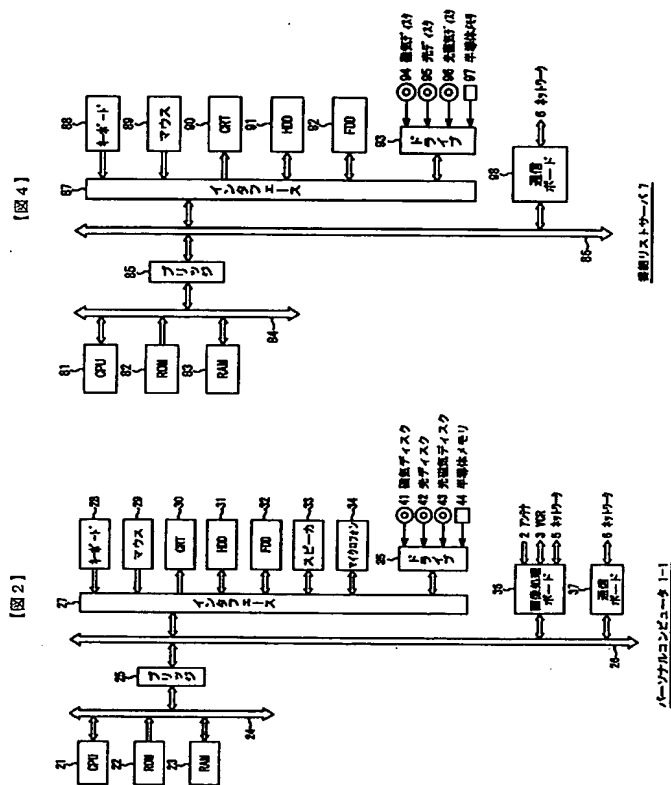 【図2】
21
CPU
22
ROM
23
RAM
24
25
ブリッジ
26
27
インタフェース
キーボード
28
マウス
29
CRT
30
HDD
31
FDD
32
スピーカ
33
マイクロフォン
34
ドライブ
35
41 磁気ディスク
42 光ディスク
43 光磁気ディスク
44 半導体メモリ
36
画像処理
ボード
2 アンテナ
3 VCR
5 ネットワーク
37
通信
ボード
6 ネットワーク
パーソナルコンピュータ 1-1
【図4】
81
CPU
82
ROM
83
RAM
84
85
ブリッジ
86
87
インタフェース
キーボード
88
マウス
89
CRT
90
HDD
91
FDD
92
ドライブ
93
94 磁気ディスク
95 光ディスク
96 光磁気ディスク
97 半導体メモリ
98
通信
ボード
6 ネットワーク
番組リストサーバ 7